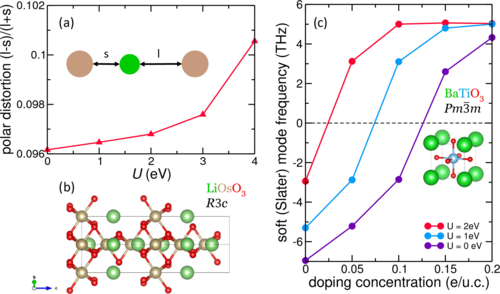 (a)
polar distortion (l-s)/(l+s)
0.102
0.1
0.098
0.096
s
l
0
1
2
3
4
U (eV)
(b)
LiOsO3
R3c
b
c
(c)
soft (Slater) mode frequency (THz)
6
4
2
0
-2
-4
-6
BaTiO3
Pm3̅m
U = 2eV
U = 1eV
U = 0 eV
0
0.05
0.1
0.15
0.2
doping concentration (e/u.c.)